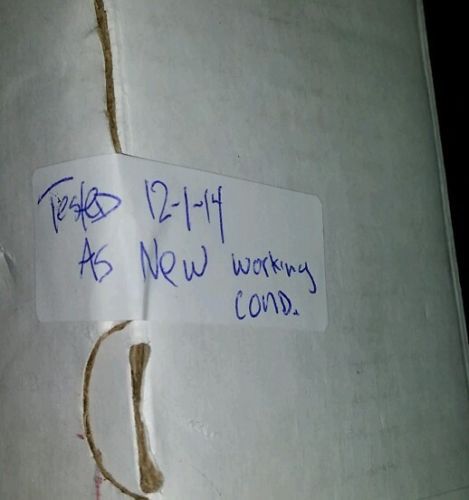 Tested 12-1-14
As New working
cond.